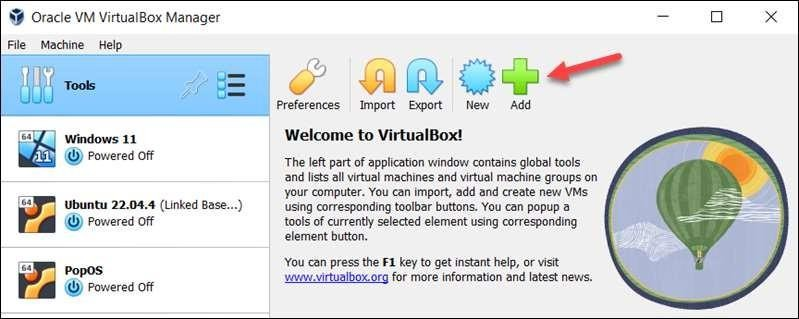 Oracle VM VirtualBox Manager
File Machine Help
Tools
Preferences Import Export New Add
64
11
Windows 11
Powered Off
64
Ubuntu 22.04.4 (Linked Base...)
Powered Off
64
PopOS
Powered Off
Welcome to VirtualBox!
The left part of application window contains global tools
and lists all virtual machines and virtual machine groups on
your computer. You can import, add and create new VMs
using corresponding toolbar buttons. You can popup a
tools of currently selected element using corresponding
element button.
You can press the F1 key to get instant help, or visit
www.virtualbox.org for more information and latest news.